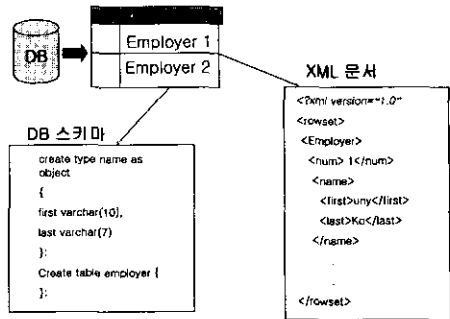 DB
Employer 1
Employer 2
DB 스키마
create type name as
object
{
first varchar(10),
last varchar(7)
};
Create table employer {
};
XML 문서
<?xml version="1.0"
<rowset>
<Employer>
<num> 1</num>
<name>
<first>uny</first>
<last>Ko</last>
</name>
.
.
</rowset>